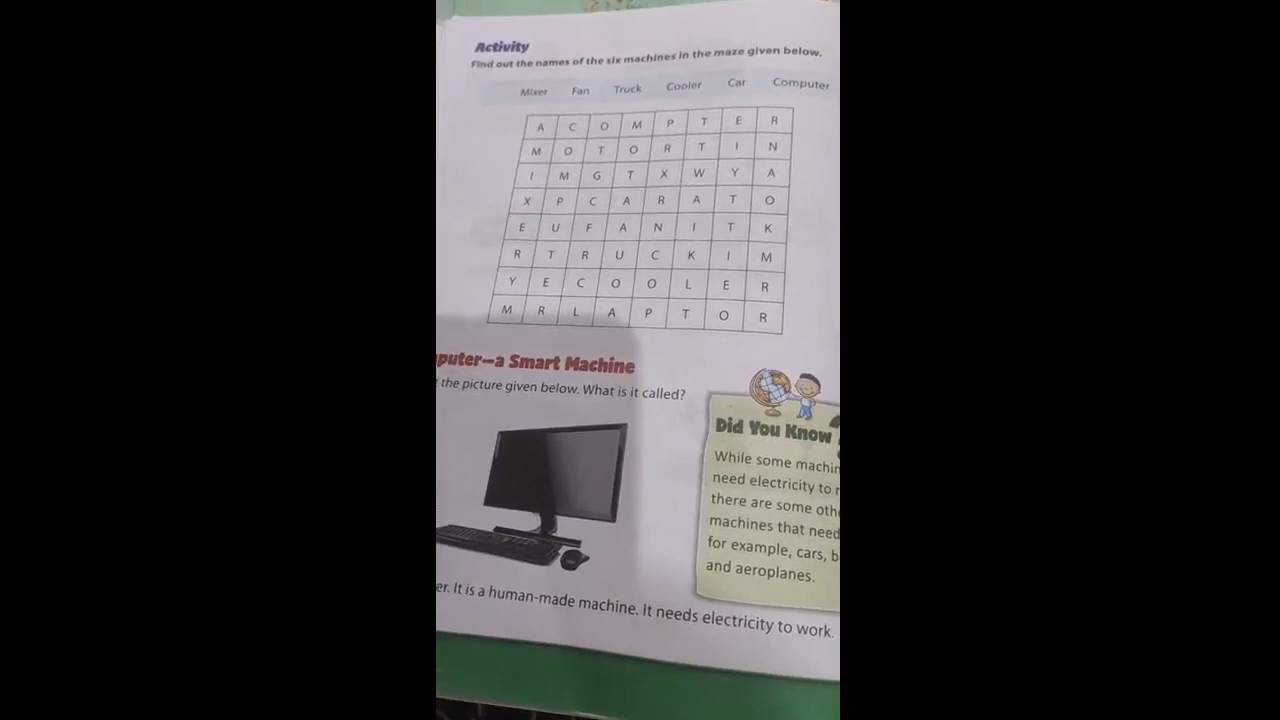 Activity
Find out the names of the six machines in the maze given below.
Mixer Fan Truck Cooler Car Computer
A C O M P T E R
M O T O R T I N
I M G T X W Y A
X P C A R A T O
E U F A N I T K
R T R U C K I M
Y E C O O L E R
M R L A P T O R
puter—a Smart Machine
the picture given below. What is it called?
Did You Know
While some machin
need electricity to r
there are some oth
machines that need
for example, cars, b
and aeroplanes.
er. It is a human-made machine. It needs electricity to work.